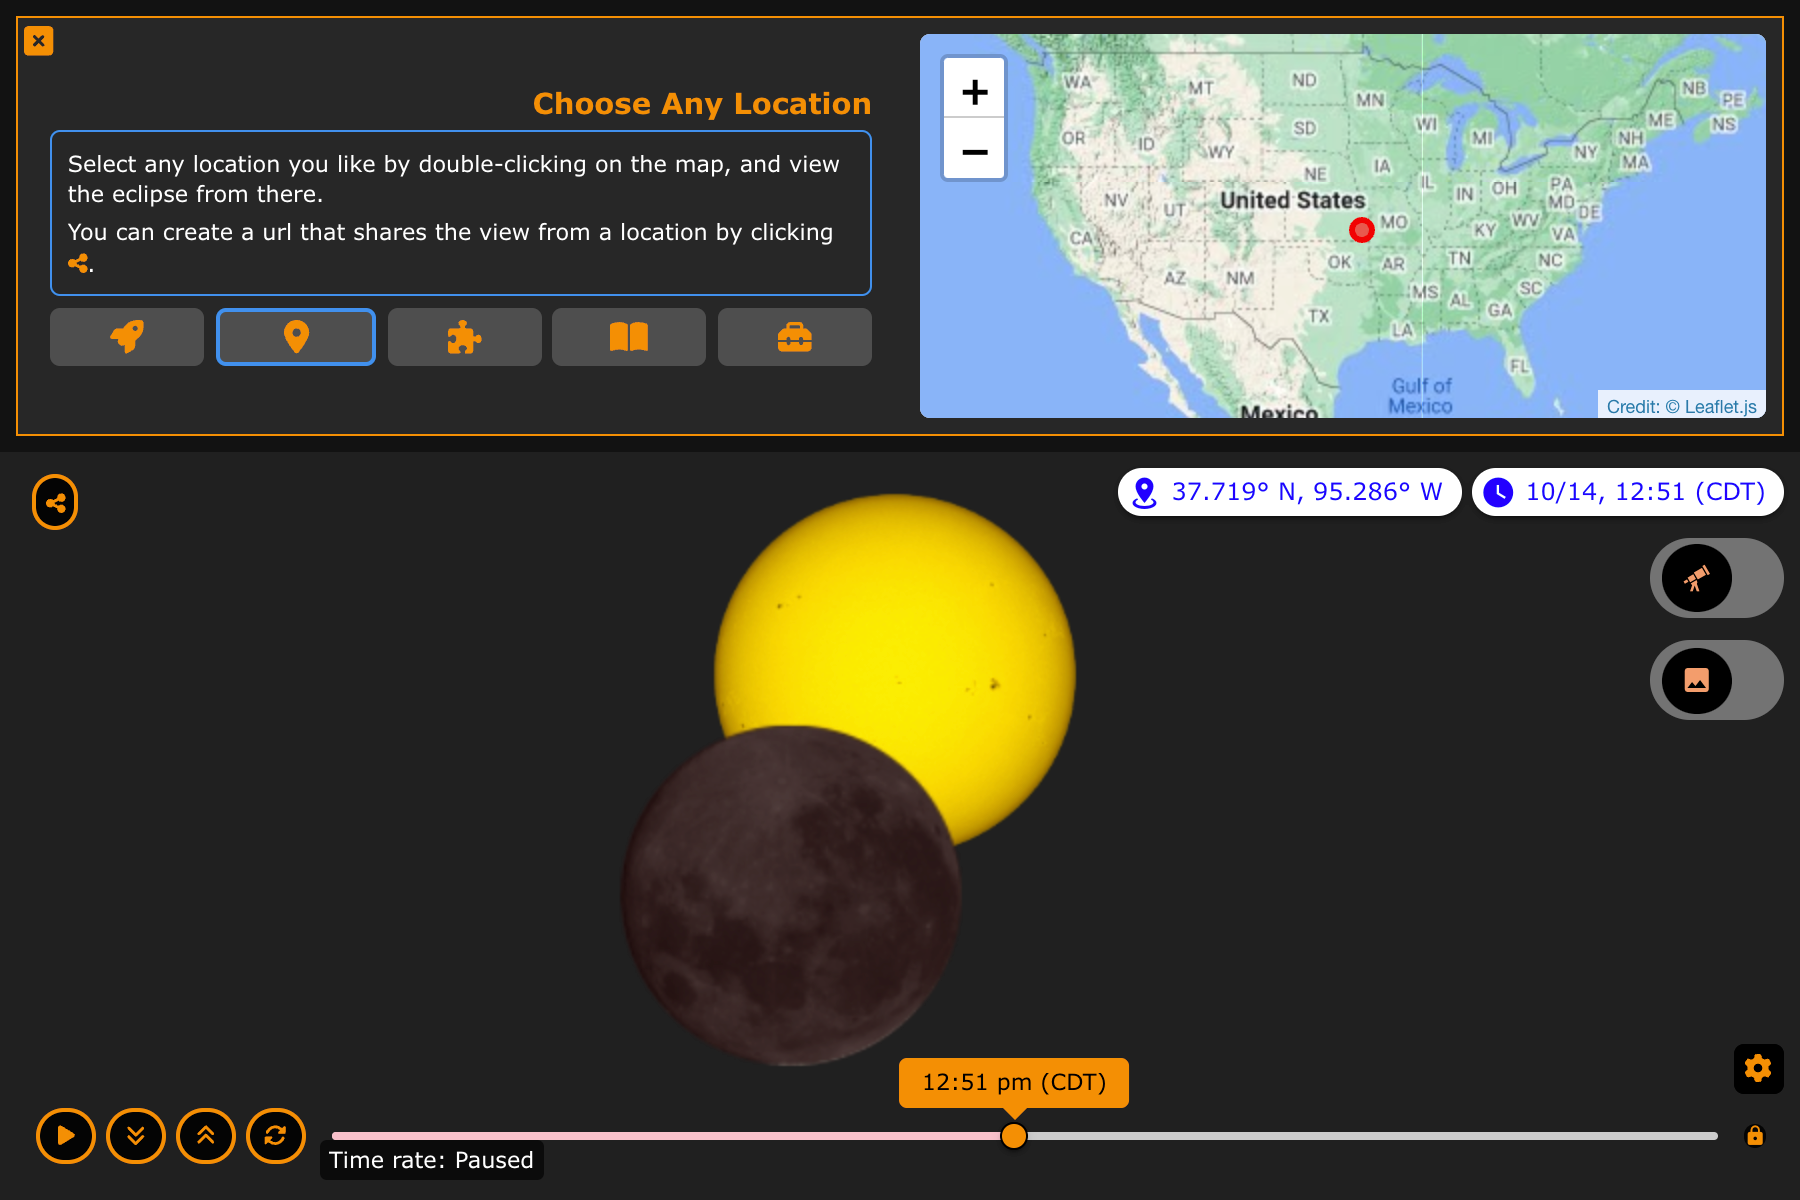 Choose Any Location
Select any location you like by double-clicking on the map, and view
the eclipse from there.
You can create a url that shares the view from a location by clicking
.
+
−
WA
MT
ND
MN
NB
PE
OR
ID
SD
WI
MI
ME
NS
NH
WY
IA
NY
MA
NE
NV
UT
United States
IL
IN
OH
PA
MD
DE
CA
MO
KY
WV
VA
AZ
NM
OK
AR
TN
NC
MS
AL
SC
GA
TX
LA
FL
Gulf of
Mexico
Mexico
Credit: © Leaflet.js
37.719° N, 95.286° W
10/14, 12:51 (CDT)
12:51 pm (CDT)
Time rate: Paused